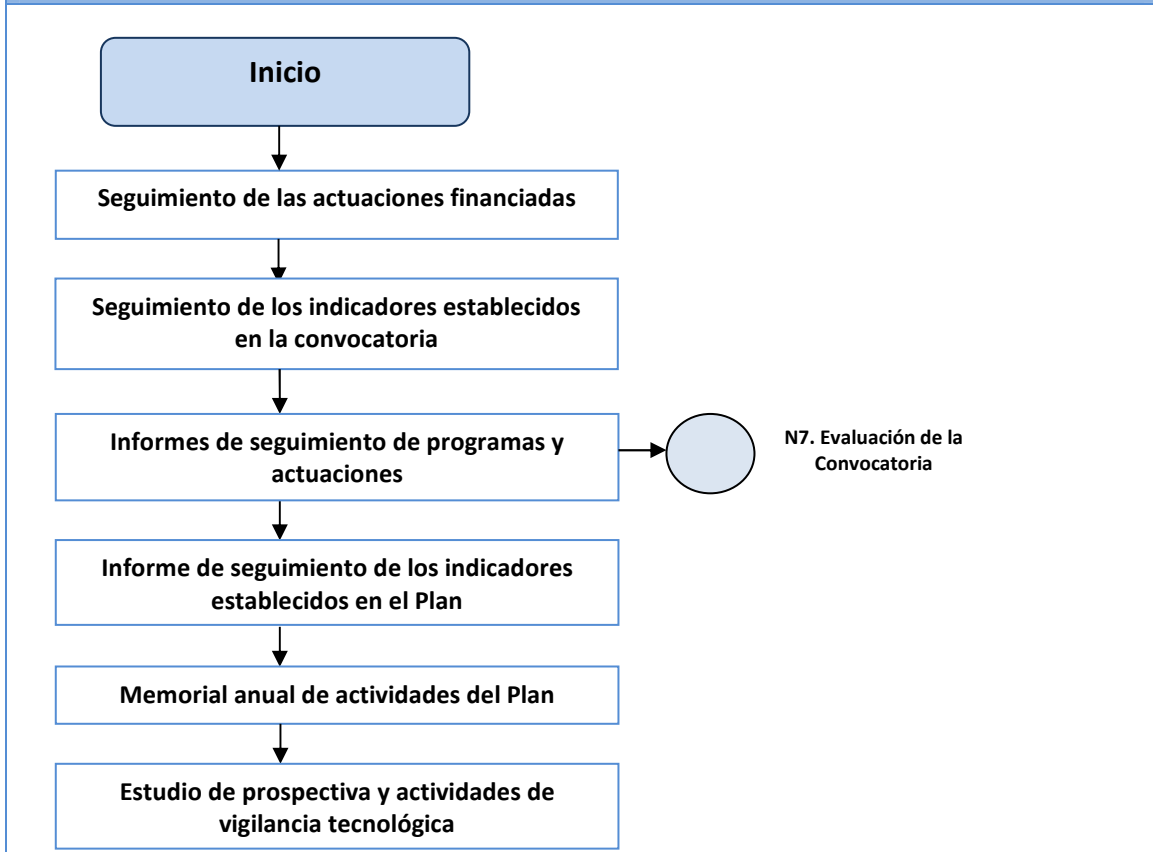 Inicio
Seguimiento de las actuaciones financiadas
Seguimiento de los indicadores establecidos
en la convocatoria
Informes de seguimiento de programas y
actuaciones
N7. Evaluación de la
Convocatoria
Informe de seguimiento de los indicadores
establecidos en el Plan
Memorial anual de actividades del Plan
Estudio de prospectiva y actividades de
vigilancia tecnológica